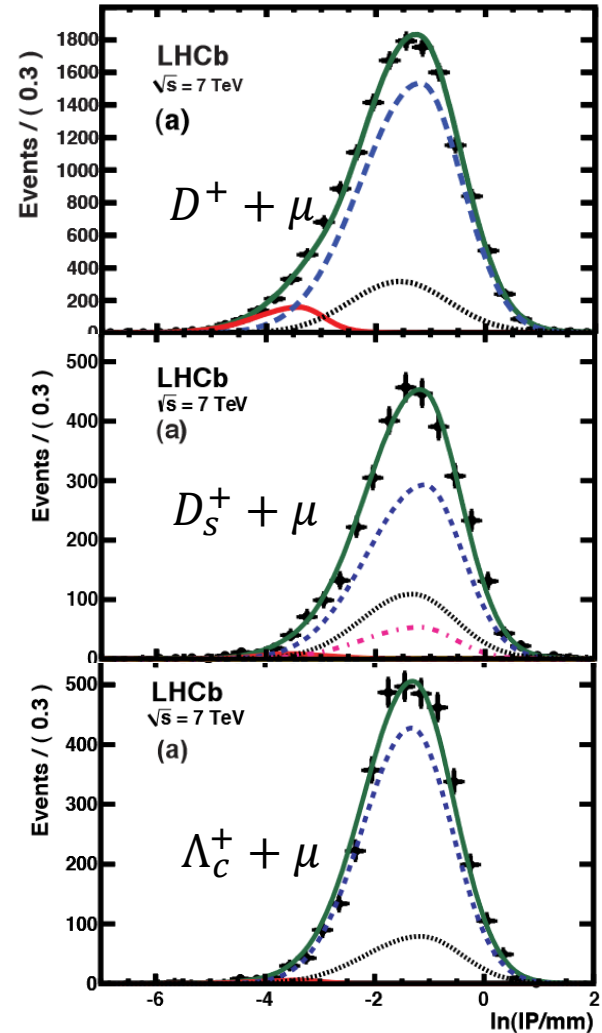 1800
1600
1400
1200
1000
800
600
400
200
0
Events / ( 0.3 )
LHCb
√s = 7 TeV
(a)
D⁺ + μ
500
400
300
200
100
0
Events / ( 0.3 )
LHCb
√s = 7 TeV
(a)
D_s⁺ + μ
500
400
300
200
100
0
Events / ( 0.3 )
LHCb
√s = 7 TeV
(a)
Λ_c⁺ + μ
-6 -4 -2 0 2
ln(IP/mm)